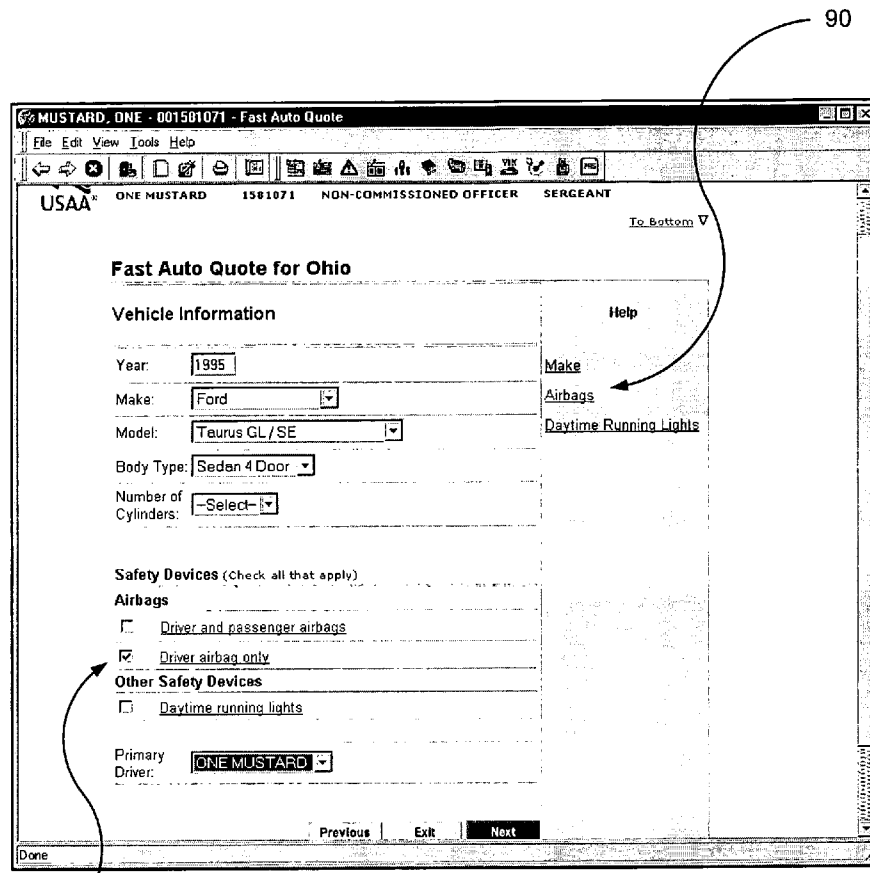 90
MUSTARD, ONE - 001581071 - Fast Auto Quote
File Edit View Tools Help
USAA® ONE MUSTARD 1581071 NON-COMMISSIONED OFFICER SERGEANT
To Bottom ∇
Fast Auto Quote for Ohio
Vehicle Information
Help
Year: 1995
Make
Make: Ford
Airbags
Model: Taurus GL/SE
Daytime Running Lights
Body Type: Sedan 4 Door
Number of
Cylinders: –Select–
Safety Devices (Check all that apply)
Airbags
Driver and passenger airbags
Driver airbag only
Other Safety Devices
Daytime running lights
Primary
Driver: ONE MUSTARD
Previous Exit Next
Done